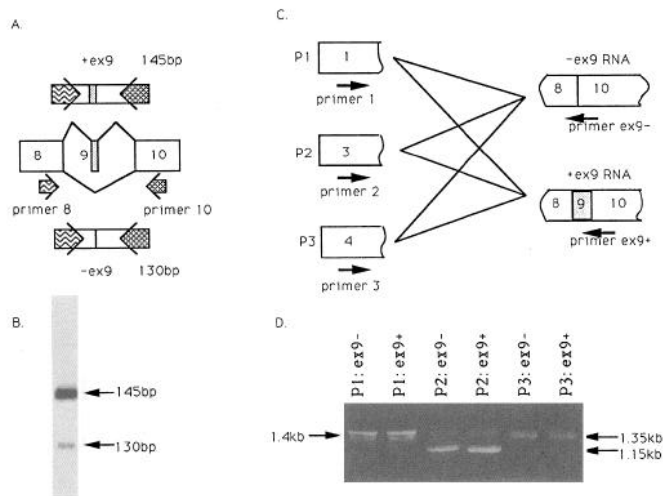 A.
+ex9 145bp
8 9 10
primer 8 primer 10
-ex9 130bp
B.
145bp
130bp
C.
P1 1
primer 1
P2 3
primer 2
P3 4
primer 3
-ex9 RNA
8 10
primer ex9-
+ex9 RNA
8 9 10
primer ex9+
D.
P1: ex9-
P1: ex9+
P2: ex9-
P2: ex9+
P3: ex9-
P3: ex9+
1.4kb
1.35kb
1.15kb